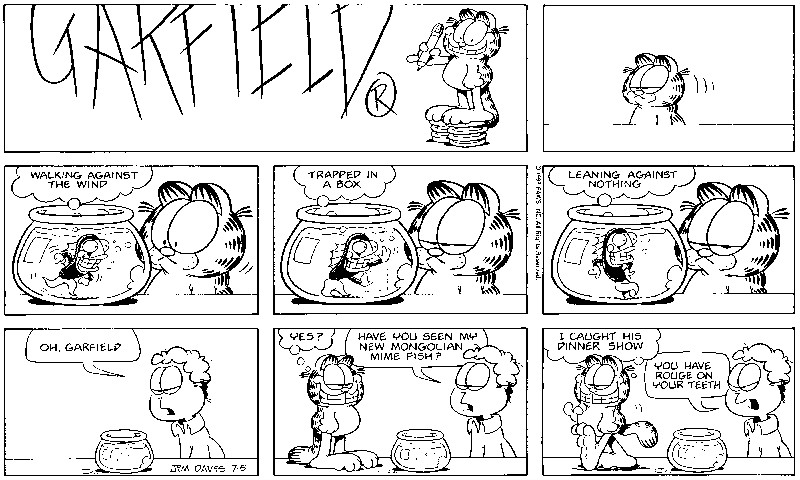 GARFIELD
®
WALKING AGAINST
THE WIND
TRAPPED IN
A BOX
LEANING AGAINST
NOTHING
OH, GARFIELD
JIM DAVIS 7-5
YES?
HAVE YOU SEEN MY
NEW MONGOLIAN
MIME FISH?
I CAUGHT HIS
DINNER SHOW
YOU HAVE
ROUGE ON
YOUR TEETH